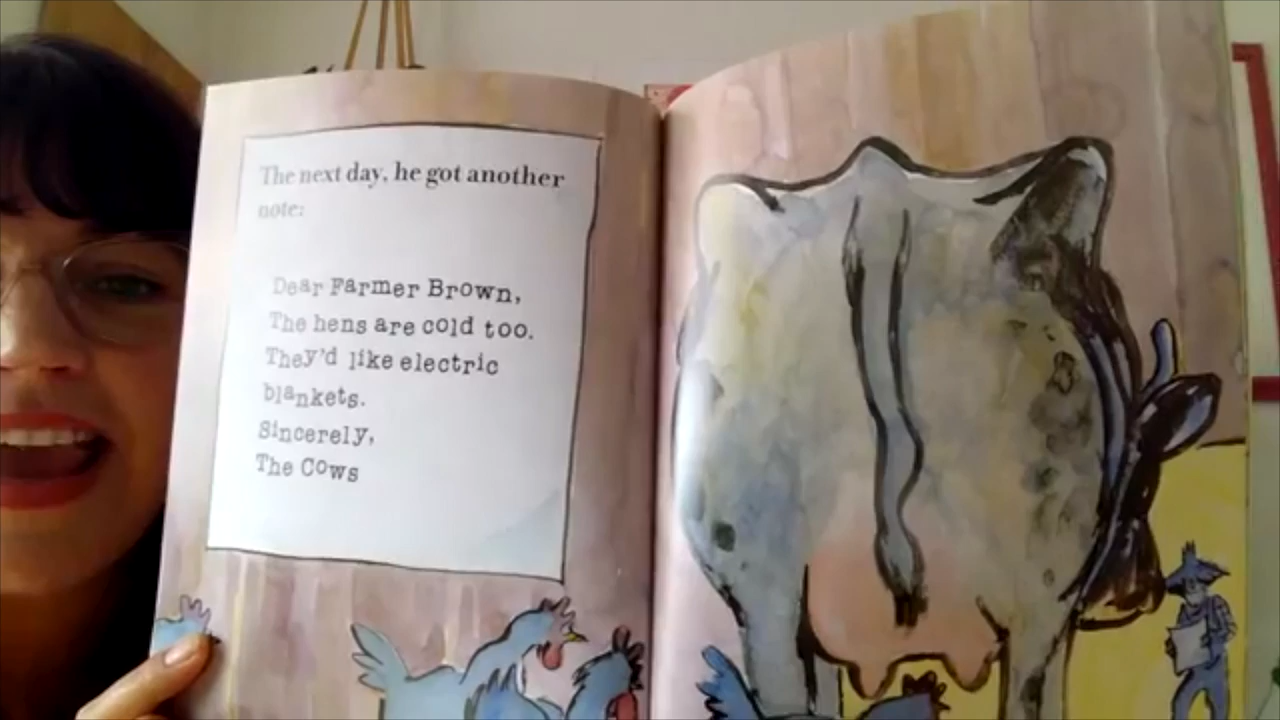 The next day, he got another
note:
Dear Farmer Brown,
The hens are cold too.
They'd like electric
blankets.
Sincerely,
The Cows